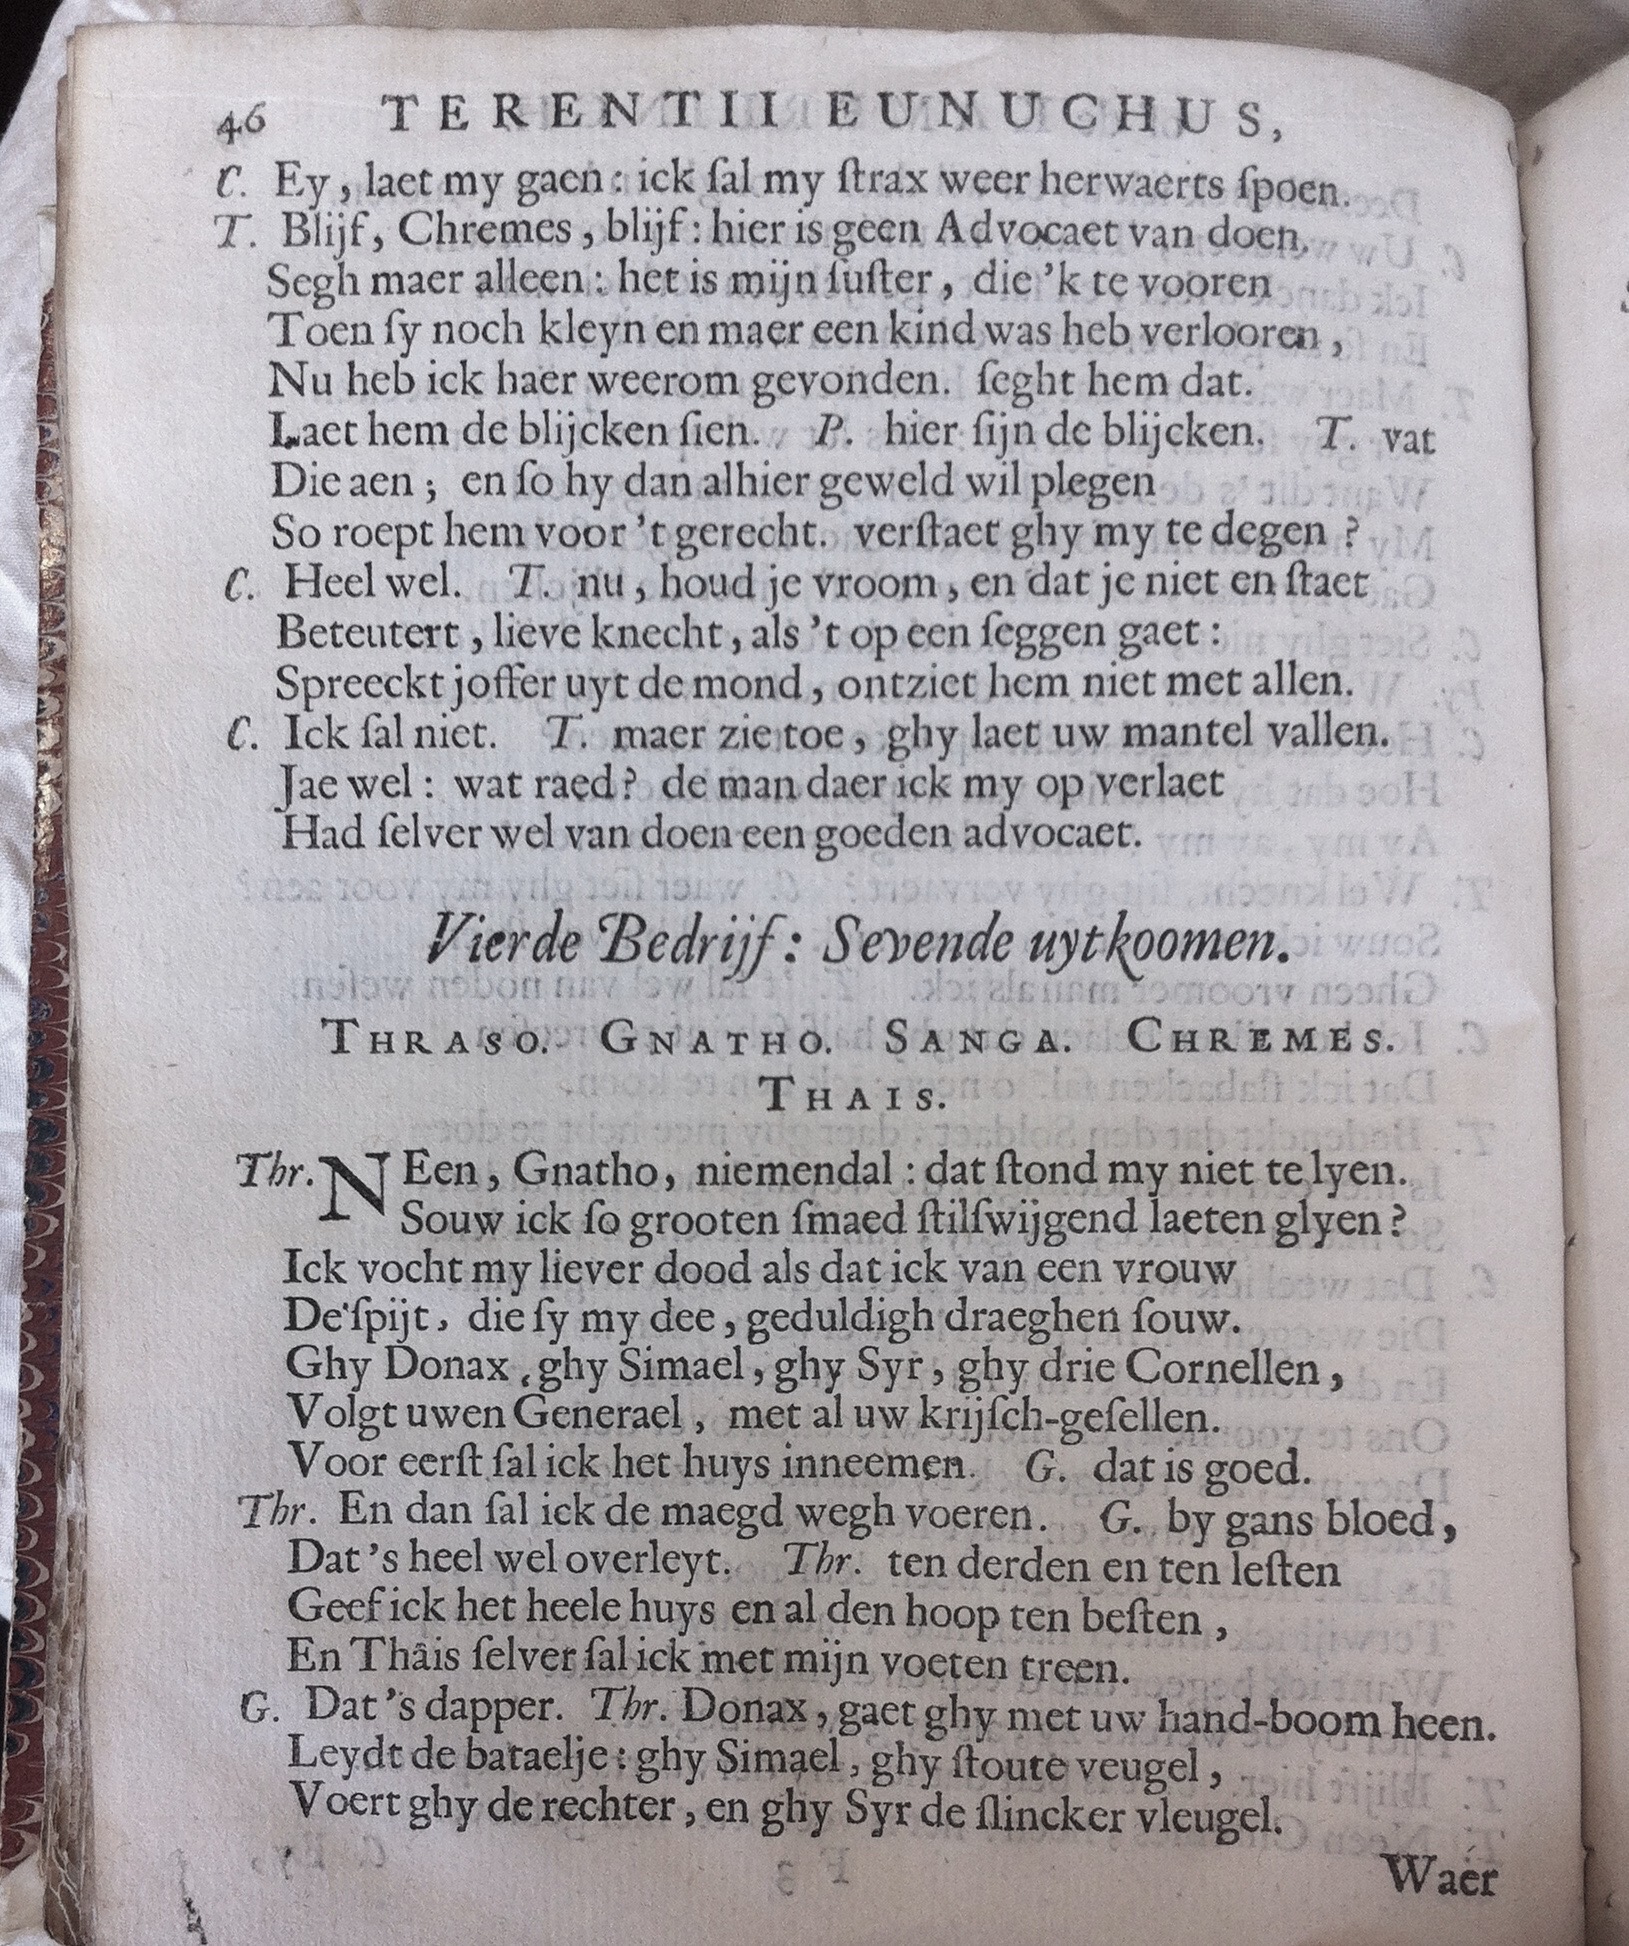 46 TERENTII EUNUCHUS,
C. Ey, laet my gaen: ick ſal my ſtrax weer herwaerts ſpoen.
T. Blijf, Chremes, blijf: hier is geen Advocaet van doen.
Segh maer alleen: het is mijn ſuſter, die 'k te vooren
Toen ſy noch kleyn en maer een kind was heb verlooren,
Nu heb ick haer weerom gevonden. ſeght hem dat.
Laet hem de blijcken ſien. P. hier ſijn de blijcken. T. vat
Die aen; en ſo hy dan alhier geweld wil plegen
So roept hem voor 't gerecht. verſtaet ghy my te degen?
C. Heel wel. T. nu, houd je vroom, en dat je niet en ſtaet
Beteutert, lieve knecht, als 't op een ſeggen gaet:
Spreeckt joffer uyt de mond, ontziet hem niet met allen.
C. Ick ſal niet. T. maer zie toe, ghy laet uw mantel vallen.
Jae wel: wat raed? de man daer ick my op verlaet
Had ſelver wel van doen een goeden advocaet.
Vierde Bedrijf: Sevende uytkoomen.
THRASO. GNATHO. SANGA. CHREMES.
THAIS.
Thr. NEen, Gnatho, niemendal: dat ſtond my niet te lyen.
Souw ick ſo grooten ſmaed ſtilſwijgend laeten glyen?
Ick vocht my liever dood als dat ick van een vrouw
De'ſpijt, die ſy my dee, geduldigh draeghen ſouw.
Ghy Donax, ghy Simael, ghy Syr, ghy drie Cornellen,
Volgt uwen Generael, met al uw krijſch-geſellen.
Voor eerſt ſal ick het huys inneemen. G. dat is goed.
Thr. En dan ſal ick de maegd wegh voeren. G. by gans bloed,
Dat 's heel wel overleyt. Thr. ten derden en ten leſten
Geef ick het heele huys en al den hoop ten beſten,
En Thâis ſelver ſal ick met mijn voeten treen.
G. Dat 's dapper. Thr. Donax, gaet ghy met uw hand-boom heen.
Leydt de bataelje: ghy Simael, ghy ſtoute veugel,
Voert ghy de rechter, en ghy Syr de ſlincker vleugel.
Waer